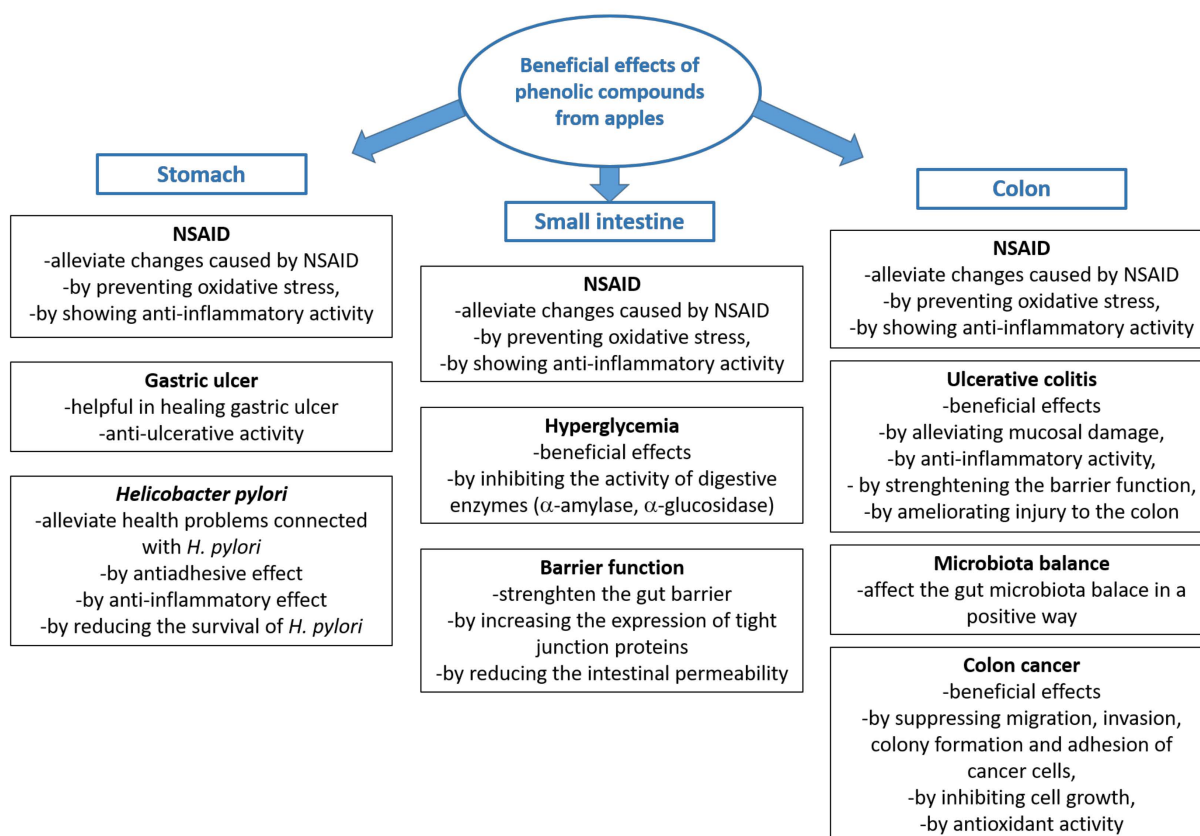 Beneficial effects of
phenolic compounds
from apples
Stomach
NSAID
-alleviate changes caused by NSAID
-by preventing oxidative stress,
-by showing anti-inflammatory activity
Gastric ulcer
-helpful in healing gastric ulcer
-anti-ulcerative activity
Helicobacter pylori
-alleviate health problems connected
with H. pylori
-by antiadhesive effect
-by anti-inflammatory effect
-by reducing the survival of H. pylori
Small intestine
NSAID
-alleviate changes caused by NSAID
-by preventing oxidative stress,
-by showing anti-inflammatory activity
Hyperglycemia
-beneficial effects
-by inhibiting the activity of digestive
enzymes (α-amylase, α-glucosidase)
Barrier function
-strenghten the gut barrier
-by increasing the expression of tight
junction proteins
-by reducing the intestinal permeability
Colon
NSAID
-alleviate changes caused by NSAID
-by preventing oxidative stress,
-by showing anti-inflammatory activity
Ulcerative colitis
-beneficial effects
-by alleviating mucosal damage,
-by anti-inflammatory activity,
- by strenghtening the barrier function,
-by ameliorating injury to the colon
Microbiota balance
-affect the gut microbiota balace in a
positive way
Colon cancer
-beneficial effects
-by suppressing migration, invasion,
colony formation and adhesion of
cancer cells,
-by inhibiting cell growth,
-by antioxidant activity